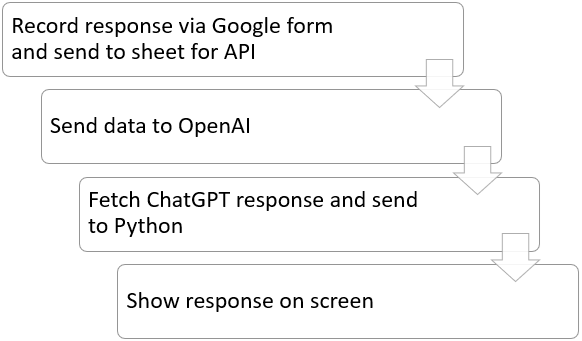 Record response via Google form
and send to sheet for API
Send data to OpenAI
Fetch ChatGPT response and send
to Python
Show response on screen